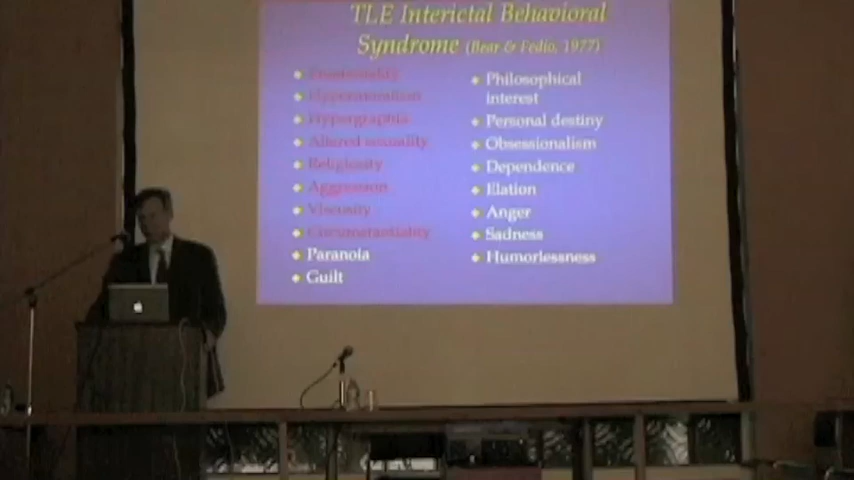 TLE Interictal Behavioral
Syndrome (Bear & Fedio, 1977)
Hypermoralism
Hypergraphia
Altered sexuality
Religiosity
Aggression
Viscosity
Circumstantiality
Paranoia
Guilt
Philosophical
interest
Personal destiny
Obsessionalism
Dependence
Elation
Anger
Sadness
Humorlessness